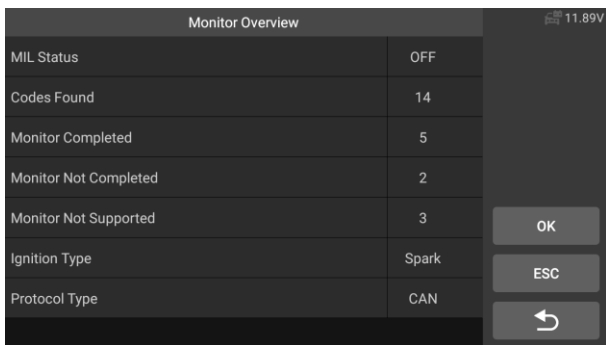 Monitor Overview
11.89V
MIL Status OFF
Codes Found 14
Monitor Completed 5
Monitor Not Completed 2
Monitor Not Supported 3
Ignition Type Spark
Protocol Type CAN
OK
ESC